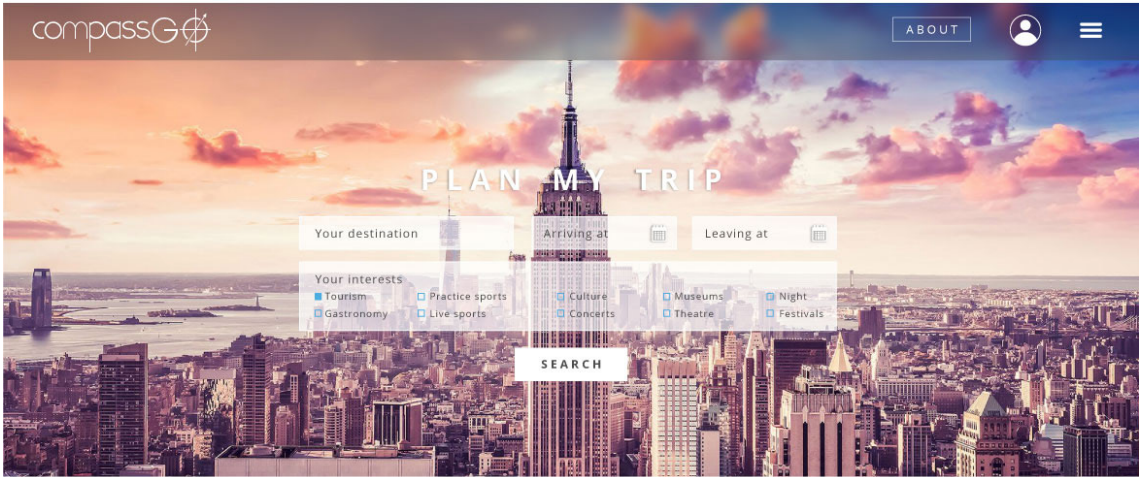 compassGO
ABOUT
PLAN MY TRIP
Your destination
Arriving at
Leaving at
Your interests
Tourism Practice sports Culture Museums Night
Gastronomy Live sports Concerts Theatre Festivals
SEARCH